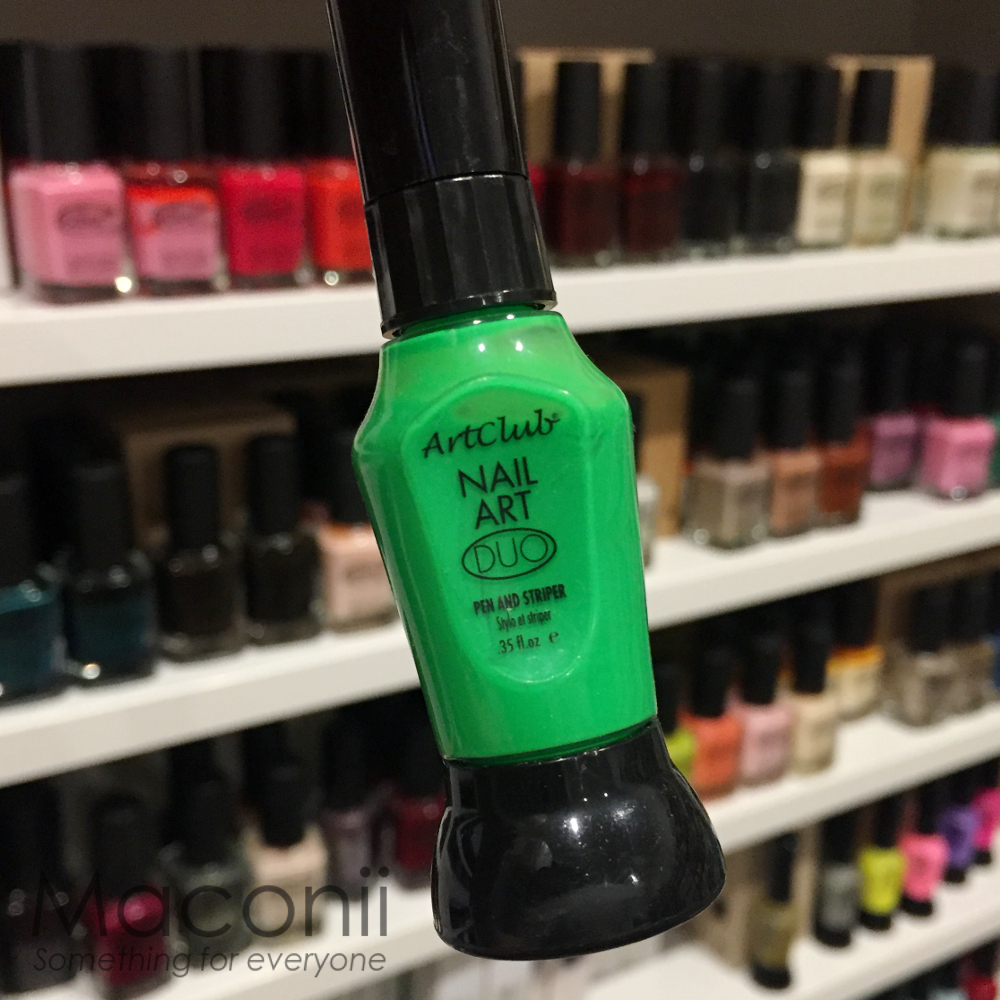 ArtClub®
NAIL
ART
DUO
PEN AND STRIPER
Stylo et striper
.35 fl.oz e
Maconii
Something for everyone